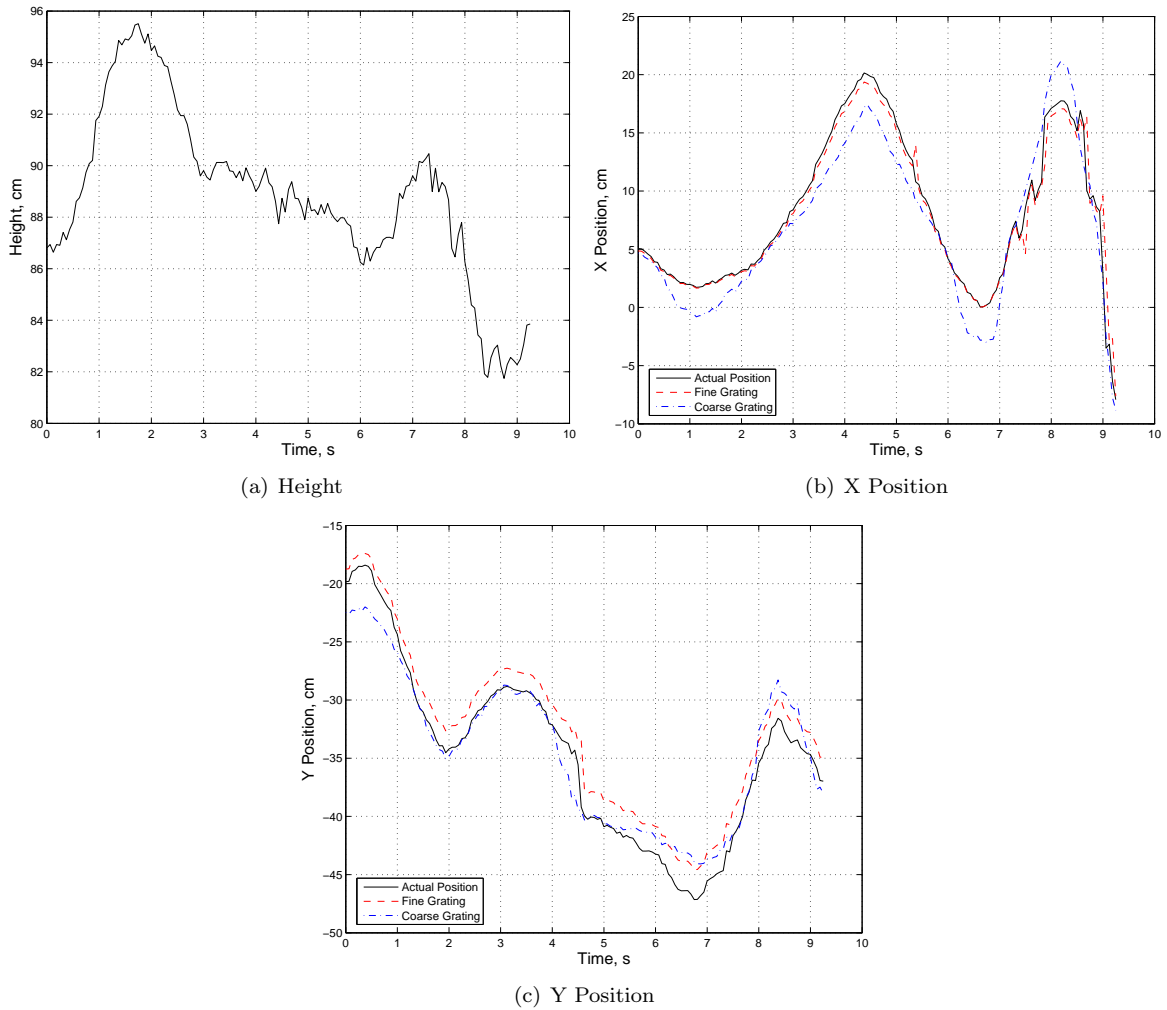 96
94
92
90
88
86
84
82
80
Height, cm
0 1 2 3 4 5 6 7 8 9 10
Time, s
(a) Height
25
20
15
10
5
0
−5
−10
X Position, cm
Actual Position
Fine Grating
Coarse Grating
0 1 2 3 4 5 6 7 8 9 10
Time, s
(b) X Position
−15
−20
−25
−30
−35
−40
−45
−50
Y Position, cm
Actual Position
Fine Grating
Coarse Grating
0 1 2 3 4 5 6 7 8 9 10
Time, s
(c) Y Position